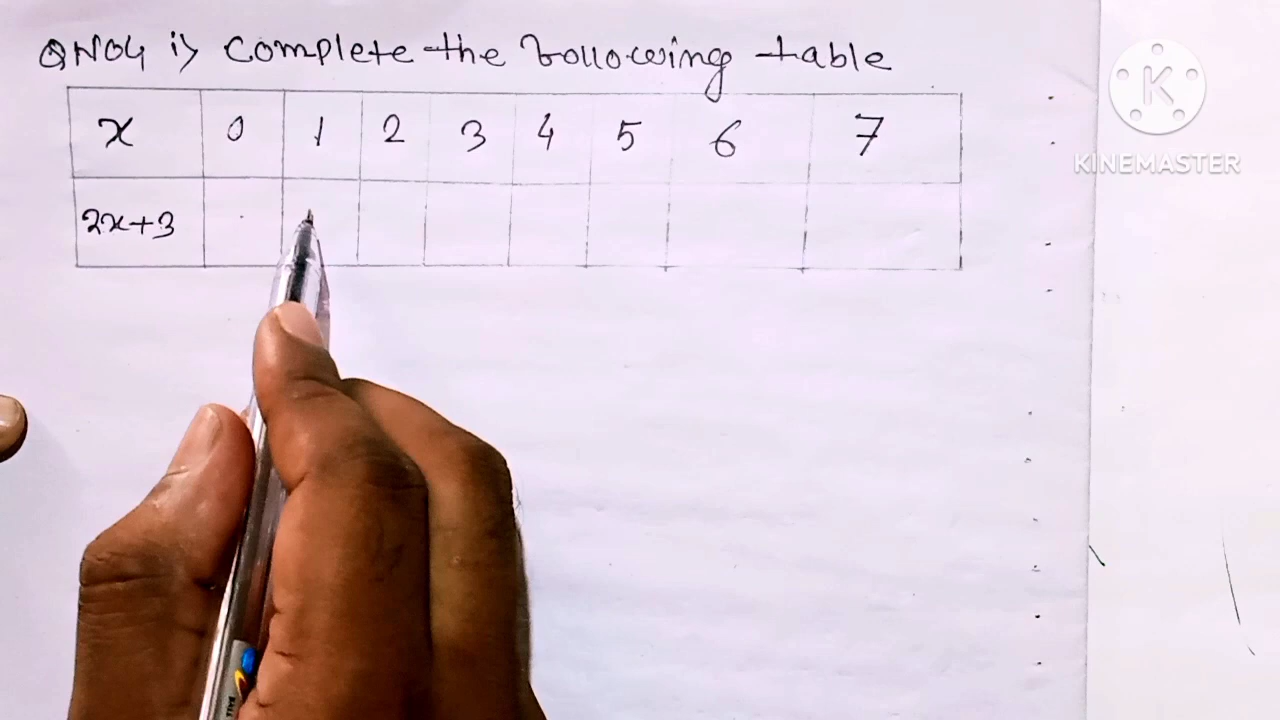 QNO4 i) Complete the following table
x 0 1 2 3 4 5 6 7
2x+3
K
KINEMASTER